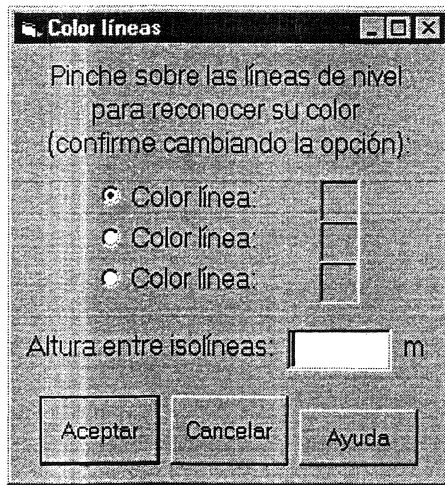 Color líneas
Pinche sobre las líneas de nivel
para reconocer su color
(confirme cambiando la opción):
Color línea:
Color línea:
Color línea:
Altura entre isolíneas: m
Aceptar Cancelar Ayuda